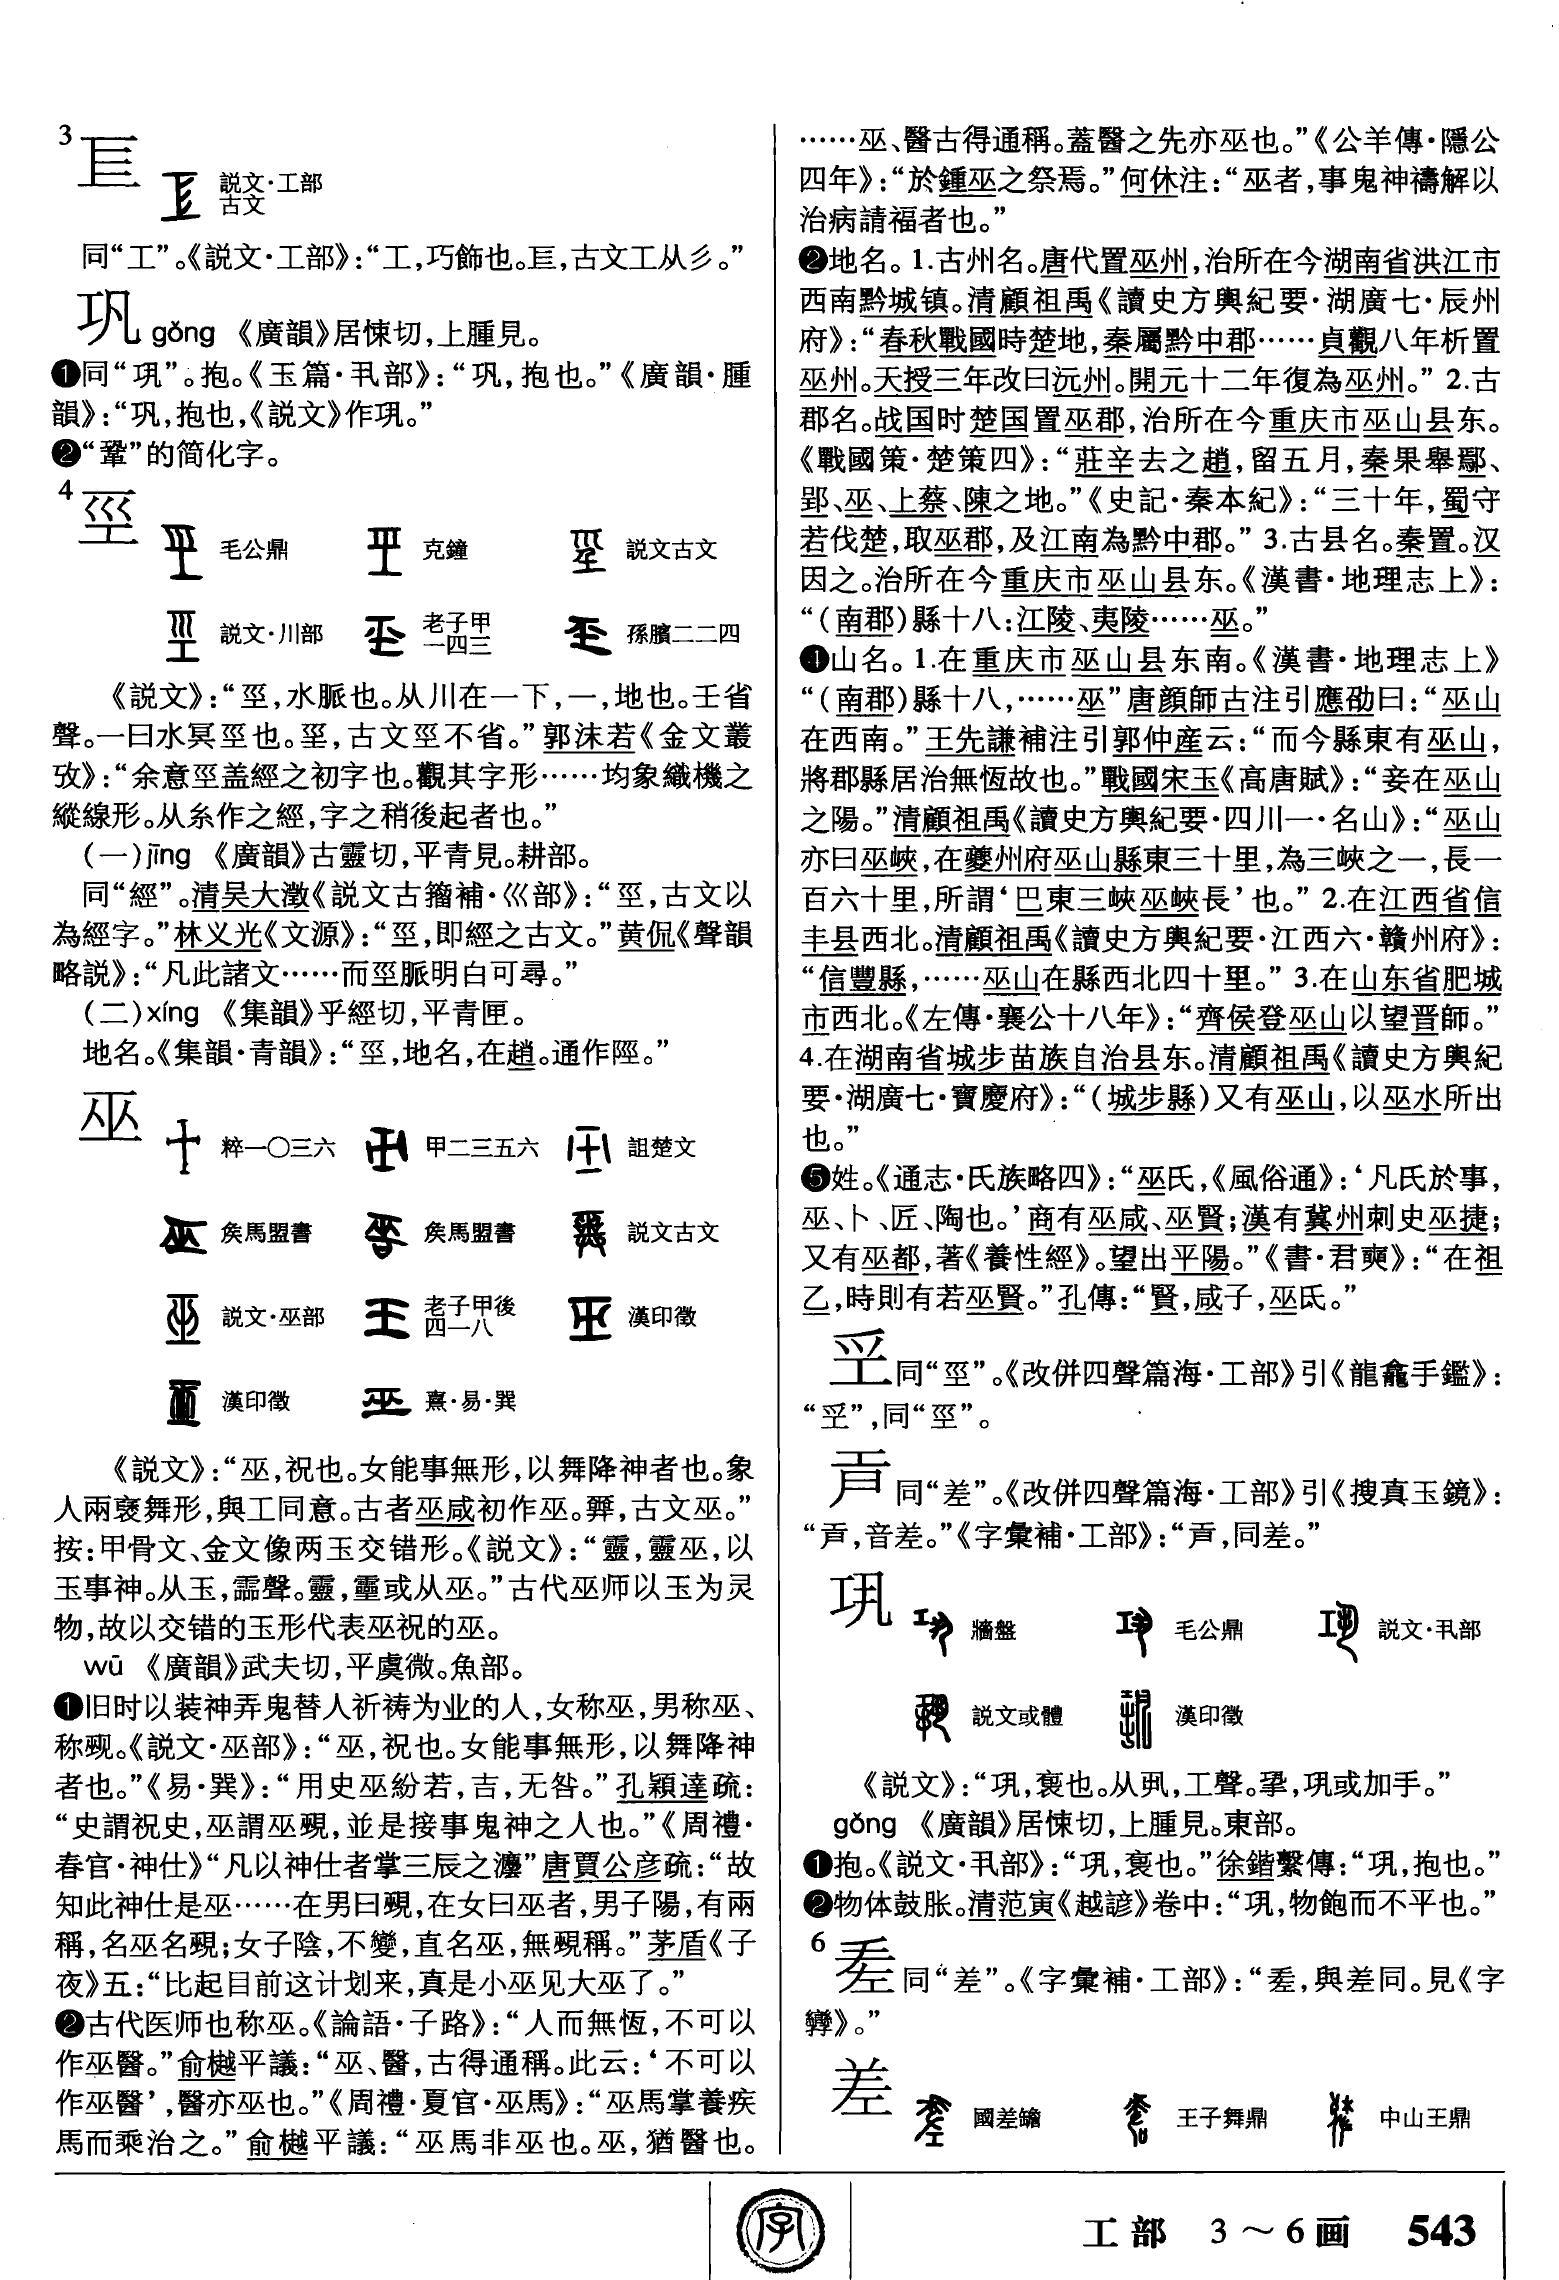 3
説文·工部
古文
同“工”。《説文·工部》：“工，巧飾也。𢒄，古文工从彡。”
巩 gǒng 《廣韻》居悚切，上腫見。
❶同“巩”。抱。《玉篇·丮部》：“巩，抱也。”《廣韻·腫
韻》：“巩，抱也，《説文》作㺬。”
❷“鞏”的简化字。
4
巠
毛公鼎 克鐘 説文古文
説文·川部 老子甲一四三 孫臏二二四
《説文》：“巠，水脈也。从川在一下，一，地也。壬省
聲。一曰水冥巠也。坙，古文巠不省。”郭沫若《金文叢
攷》：“余意巠盖經之初字也。觀其字形……均象織機之
縱線形。从糸作之經，字之稍後起者也。”
（一）jīng 《廣韻》古靈切，平青見。耕部。
同“經”。清吴大澂《説文古籀補·巛部》：“巠，古文以
為經字。”林义光《文源》：“巠，即經之古文。”黄侃《聲韻
略説》：“凡此諸文……而巠脈明白可尋。”
（二）xíng 《集韻》乎經切，平青匣。
地名。《集韻·青韻》：“巠，地名，在趙。通作陘。”
巫
粹一〇三六 甲二三五六 詛楚文
矦馬盟書 矦馬盟書 説文古文
説文·巫部 老子甲後四一八 漢印徵
漢印徵 熹·易·巽
《説文》：“巫，祝也。女能事無形，以舞降神者也。象
人兩褎舞形，與工同意。古者巫咸初作巫。𢍮，古文巫。”
按：甲骨文、金文像两玉交错形。《説文》：“靈，靈巫，以
玉事神。从玉，霝聲。靈，靈或从巫。”古代巫师以玉为灵
物，故以交错的玉形代表巫祝的巫。
wū 《廣韻》武夫切，平虞微。魚部。
❶旧时以装神弄鬼替人祈祷为业的人，女称巫，男称巫、
称觋。《説文·巫部》：“巫，祝也。女能事無形，以舞降神
者也。”《易·巽》：“用史巫紛若，吉，无咎。”孔穎達疏：
“史謂祝史，巫謂巫覡，並是接事鬼神之人也。”《周禮·
春官·神仕》“凡以神仕者掌三辰之灋”唐賈公彦疏：“故
知此神仕是巫……在男曰覡，在女曰巫者，男子陽，有兩
稱，名巫名覡；女子陰，不變，直名巫，無覡稱。”茅盾《子
夜》五：“比起目前这计划来，真是小巫见大巫了。”
❷古代医师也称巫。《論語·子路》：“人而無恆，不可以
作巫醫。”俞樾平議：“巫、醫，古得通稱。此云：‘不可以
作巫醫’，醫亦巫也。”《周禮·夏官·巫馬》：“巫馬掌養疾
馬而乘治之。”俞樾平議：“巫馬非巫也。巫，猶醫也。
……巫、醫古得通稱。蓋醫之先亦巫也。”《公羊傳·隱公
四年》：“於鍾巫之祭焉。”何休注：“巫者，事鬼神禱解以
治病請福者也。”
❷地名。1.古州名。唐代置巫州，治所在今湖南省洪江市
西南黔城镇。清顧祖禹《讀史方輿紀要·湖廣七·辰州
府》：“春秋戰國時楚地，秦屬黔中郡……貞觀八年析置
巫州。天授三年改曰沅州。開元十二年復為巫州。”2.古
郡名。战国时楚国置巫郡，治所在今重庆市巫山县东。
《戰國策·楚策四》：“莊辛去之趙，留五月，秦果舉鄢、
郢、巫、上蔡、陳之地。”《史記·秦本紀》：“三十年，蜀守
若伐楚，取巫郡，及江南為黔中郡。”3.古县名。秦置。汉
因之。治所在今重庆市巫山县东。《漢書·地理志上》：
“（南郡）縣十八：江陵、夷陵……巫。”
❹山名。1.在重庆市巫山县东南。《漢書·地理志上》
“（南郡）縣十八，……巫”唐顔師古注引應劭曰：“巫山
在西南。”王先謙補注引郭仲産云：“而今縣東有巫山，
將郡縣居治無恆故也。”戰國宋玉《高唐賦》：“妾在巫山
之陽。”清顧祖禹《讀史方輿紀要·四川一·名山》：“巫山
亦曰巫峽，在夔州府巫山縣東三十里，為三峽之一，長一
百六十里，所謂‘巴東三峽巫峽長’也。”2.在江西省信
丰县西北。清顧祖禹《讀史方輿紀要·江西六·贛州府》：
“信豐縣，……巫山在縣西北四十里。”3.在山东省肥城
市西北。《左傳·襄公十八年》：“齊侯登巫山以望晋師。”
4.在湖南省城步苗族自治县东。清顧祖禹《讀史方輿紀
要·湖廣七·寶慶府》：“（城步縣）又有巫山，以巫水所出
也。”
❺姓。《通志·氏族略四》：“巫氏，《風俗通》：‘凡氏於事，
巫、卜、匠、陶也。’商有巫咸、巫賢；漢有冀州刺史巫捷；
又有巫都，著《養性經》。望出平陽。”《書·君奭》：“在祖
乙，時則有若巫賢。”孔傳：“賢，咸子，巫氏。”
同“巠”。《改併四聲篇海·工部》引《龍龕手鑑》：
“𢀖”，同“巠”。
同“差”。《改併四聲篇海·工部》引《搜真玉鏡》：
“，音差。”《字彙補·工部》：“，同差。”
㺬
牆盤 毛公鼎 説文·丮部
説文或體 漢印徵
《説文》：“㺬，褱也。从丮，工聲。㧬，㺬或加手。”
gǒng 《廣韻》居悚切，上腫見。東部。
❶抱。《説文·丮部》：“㺬，褱也。”徐鍇繫傳：“㺬，抱也。”
❷物体鼓胀。清范寅《越諺》卷中：“㺬，物飽而不平也。”
6
同“差”。《字彙補·工部》：“，與差同。見《字
辨》。”
差
國差𦉜 王子舞鼎 中山王鼎
工部 3～6画 543